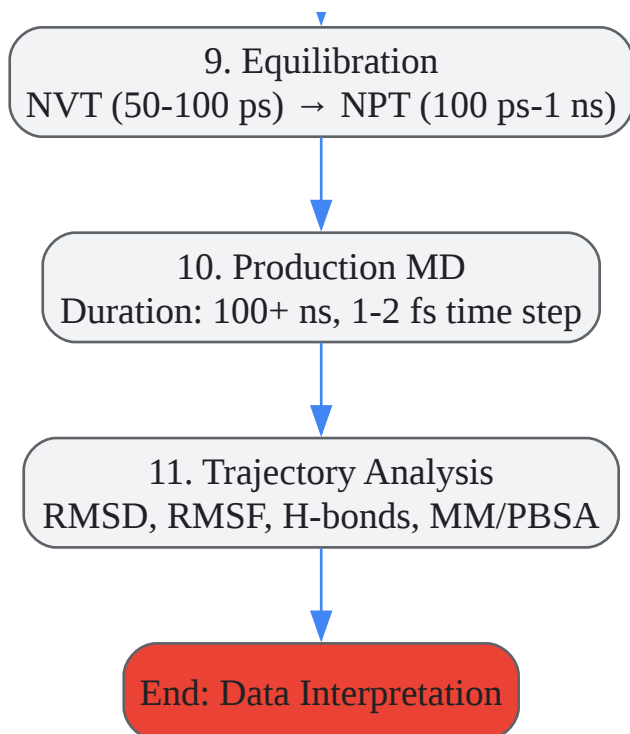 9. Equilibration
NVT (50-100 ps) → NPT (100 ps-1 ns)
10. Production MD
Duration: 100+ ns, 1-2 fs time step
11. Trajectory Analysis
RMSD, RMSF, H-bonds, MM/PBSA
End: Data Interpretation